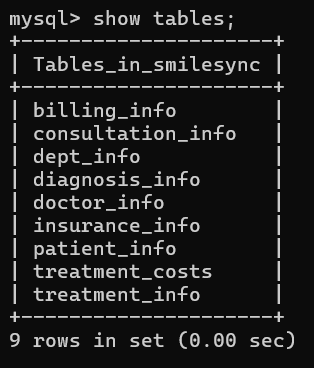 mysql> show tables;
+---------------------+
| Tables_in_smilesync |
+---------------------+
| billing_info        |
| consultation_info   |
| dept_info           |
| diagnosis_info      |
| doctor_info         |
| insurance_info      |
| patient_info        |
| treatment_costs     |
| treatment_info      |
+---------------------+
9 rows in set (0.00 sec)